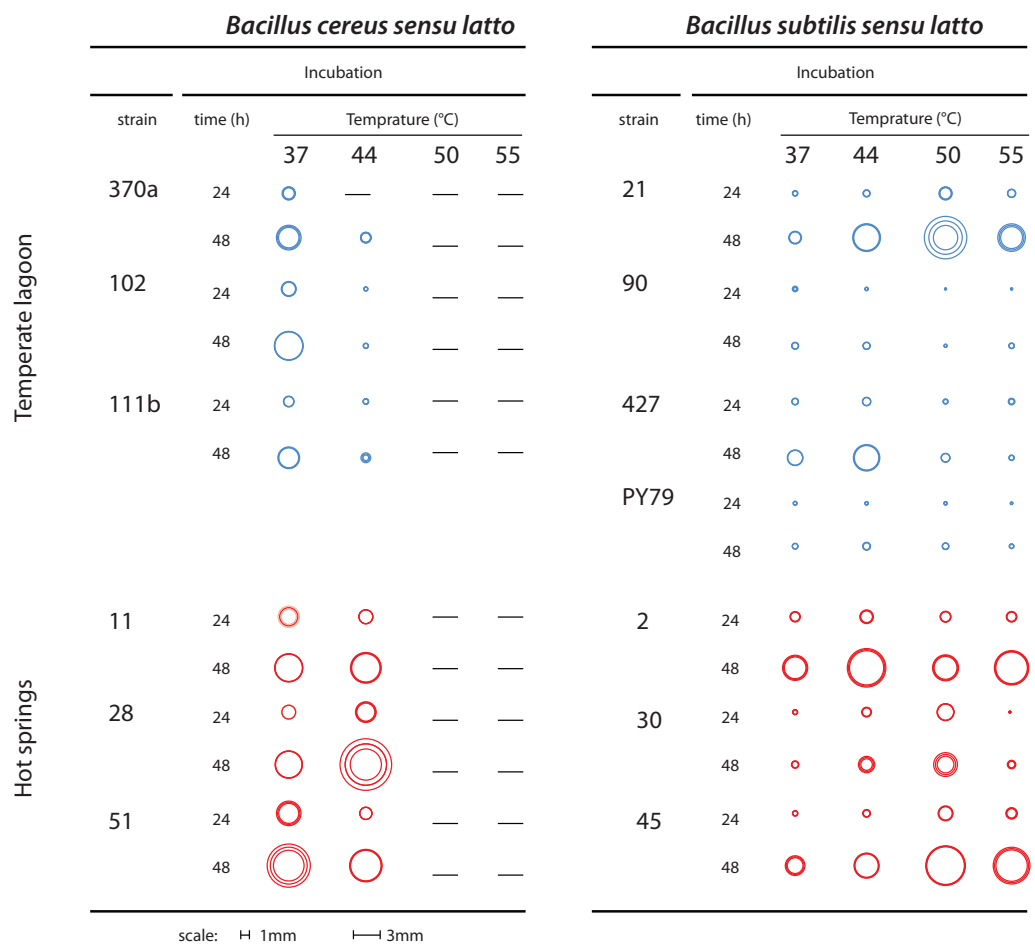 Bacillus cereus sensu latto
Bacillus subtilis sensu latto
Incubation
Incubation
strain time (h) Temprature (°C)
strain time (h) Temprature (°C)
37 44 50 55
37 44 50 55
Temperate lagoon
370a 24
48
102 24
48
111b 24
48
21 24
48
90 24
48
427 24
48
PY79 24
48
Hot springs
11 24
48
28 24
48
51 24
48
2 24
48
30 24
48
45 24
48
scale: 1mm 3mm